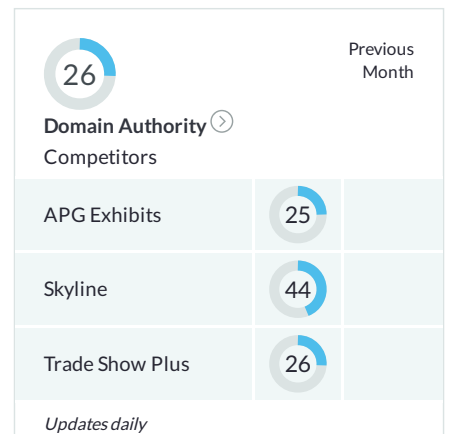 26
Previous
Month
Domain Authority
Competitors
APG Exhibits 25
Skyline 44
Trade Show Plus 26
Updates daily